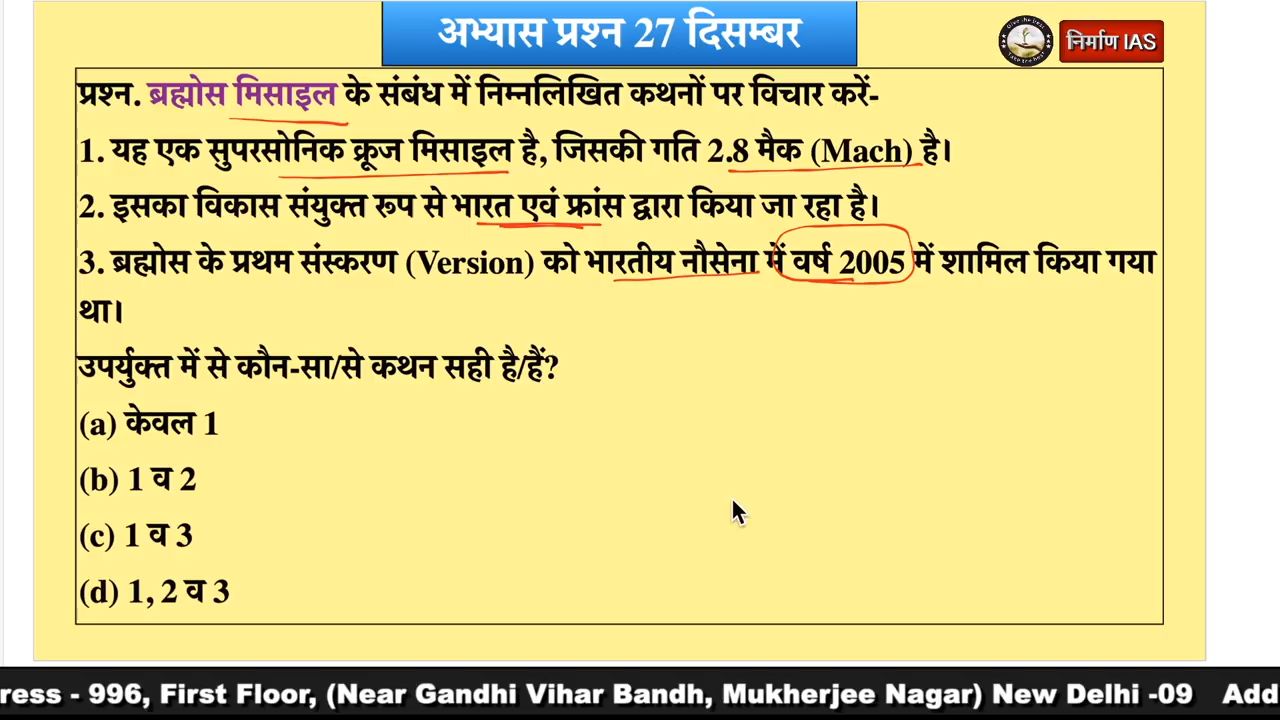 अभ्यास प्रश्न 27 दिसम्बर
निर्माण IAS
प्रश्न. ब्रह्मोस मिसाइल के संबंध में निम्नलिखित कथनों पर विचार करें-
1. यह एक सुपरसोनिक क्रूज मिसाइल है, जिसकी गति 2.8 मैक (Mach) है।
2. इसका विकास संयुक्त रूप से भारत एवं फ्रांस द्वारा किया जा रहा है।
3. ब्रह्मोस के प्रथम संस्करण (Version) को भारतीय नौसेना में वर्ष 2005 में शामिल किया गया
था।
उपर्युक्त में से कौन-सा/से कथन सही है/हैं?
(a) केवल 1
(b) 1 व 2
(c) 1 व 3
(d) 1, 2 व 3
ress - 996, First Floor, (Near Gandhi Vihar Bandh, Mukherjee Nagar) New Delhi -09 Add